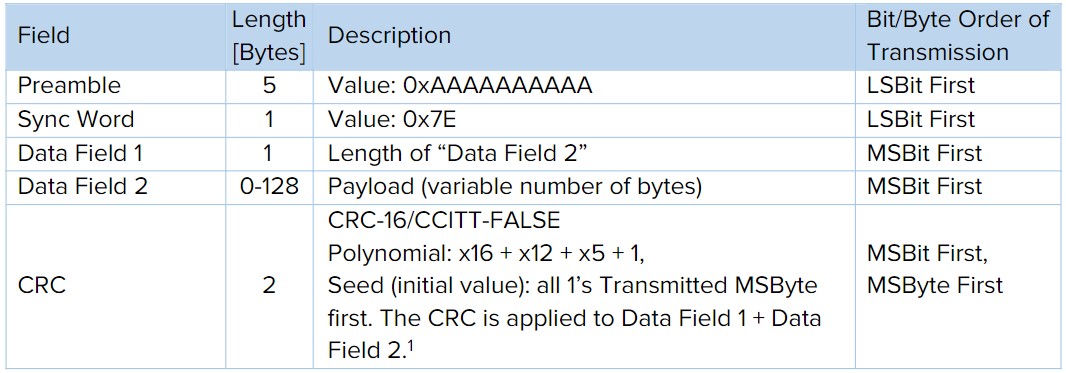 Field
Length
[Bytes]
Description
Bit/Byte Order of
Transmission
Preamble
5
Value: 0xAAAAAAAAAA
LSBit First
Sync Word
1
Value: 0x7E
LSBit First
Data Field 1
1
Length of “Data Field 2”
MSBit First
Data Field 2
0-128
Payload (variable number of bytes)
MSBit First
CRC
2
CRC-16/CCITT-FALSE
Polynomial: x16 + x12 + x5 + 1,
Seed (initial value): all 1’s Transmitted MSByte
first. The CRC is applied to Data Field 1 + Data
Field 2.¹
MSBit First,
MSByte First